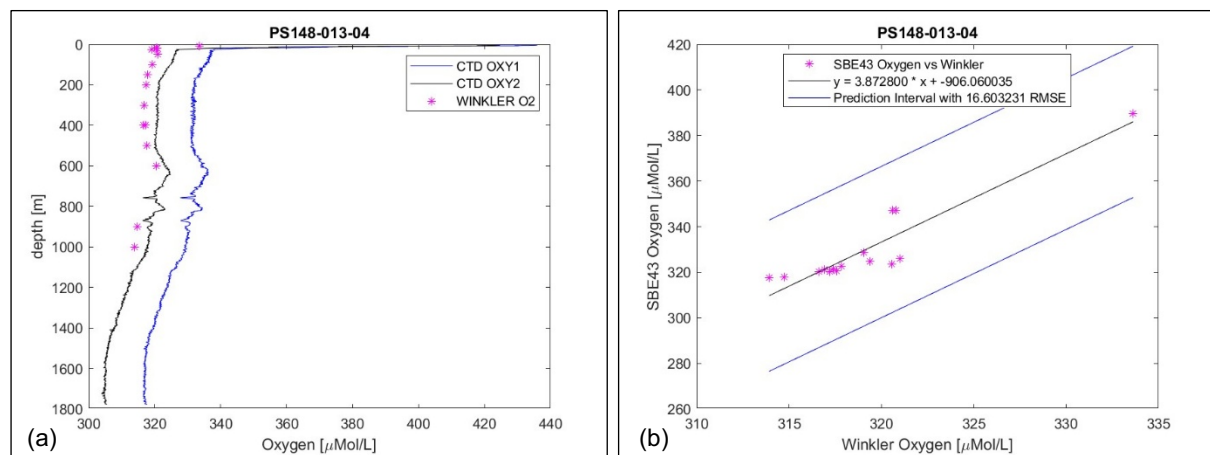 PS148-013-04
0
200
400
600
800
1000
1200
1400
1600
1800
depth [m]
CTD OXY1
CTD OXY2
WINKLER O2
300 320 340 360 380 400 420 440
Oxygen [μMol/L]
(a)
PS148-013-04
420
400
380
360
340
320
300
280
260
SBE43 Oxygen [μMol/L]
SBE43 Oxygen vs Winkler
y = 3.872800 * x + -906.060035
Prediction Interval with 16.603231 RMSE
310 315 320 325 330 335
Winkler Oxygen [μMol/L]
(b)